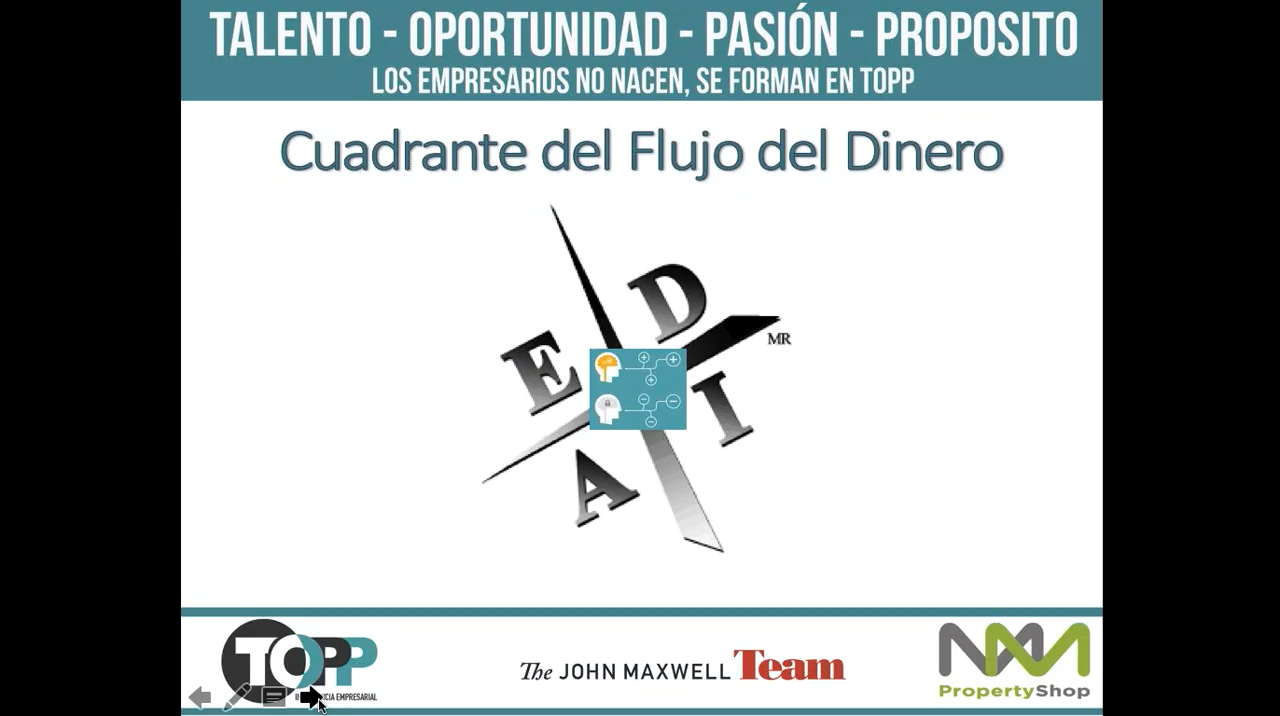 TALENTO - OPORTUNIDAD - PASIÓN - PROPOSITO
LOS EMPRESARIOS NO NACEN, SE FORMAN EN TOPP
Cuadrante del Flujo del Dinero
E D
MR
A I
TOPP
EMPRESARIAL
The JOHN MAXWELL Team
PropertyShop